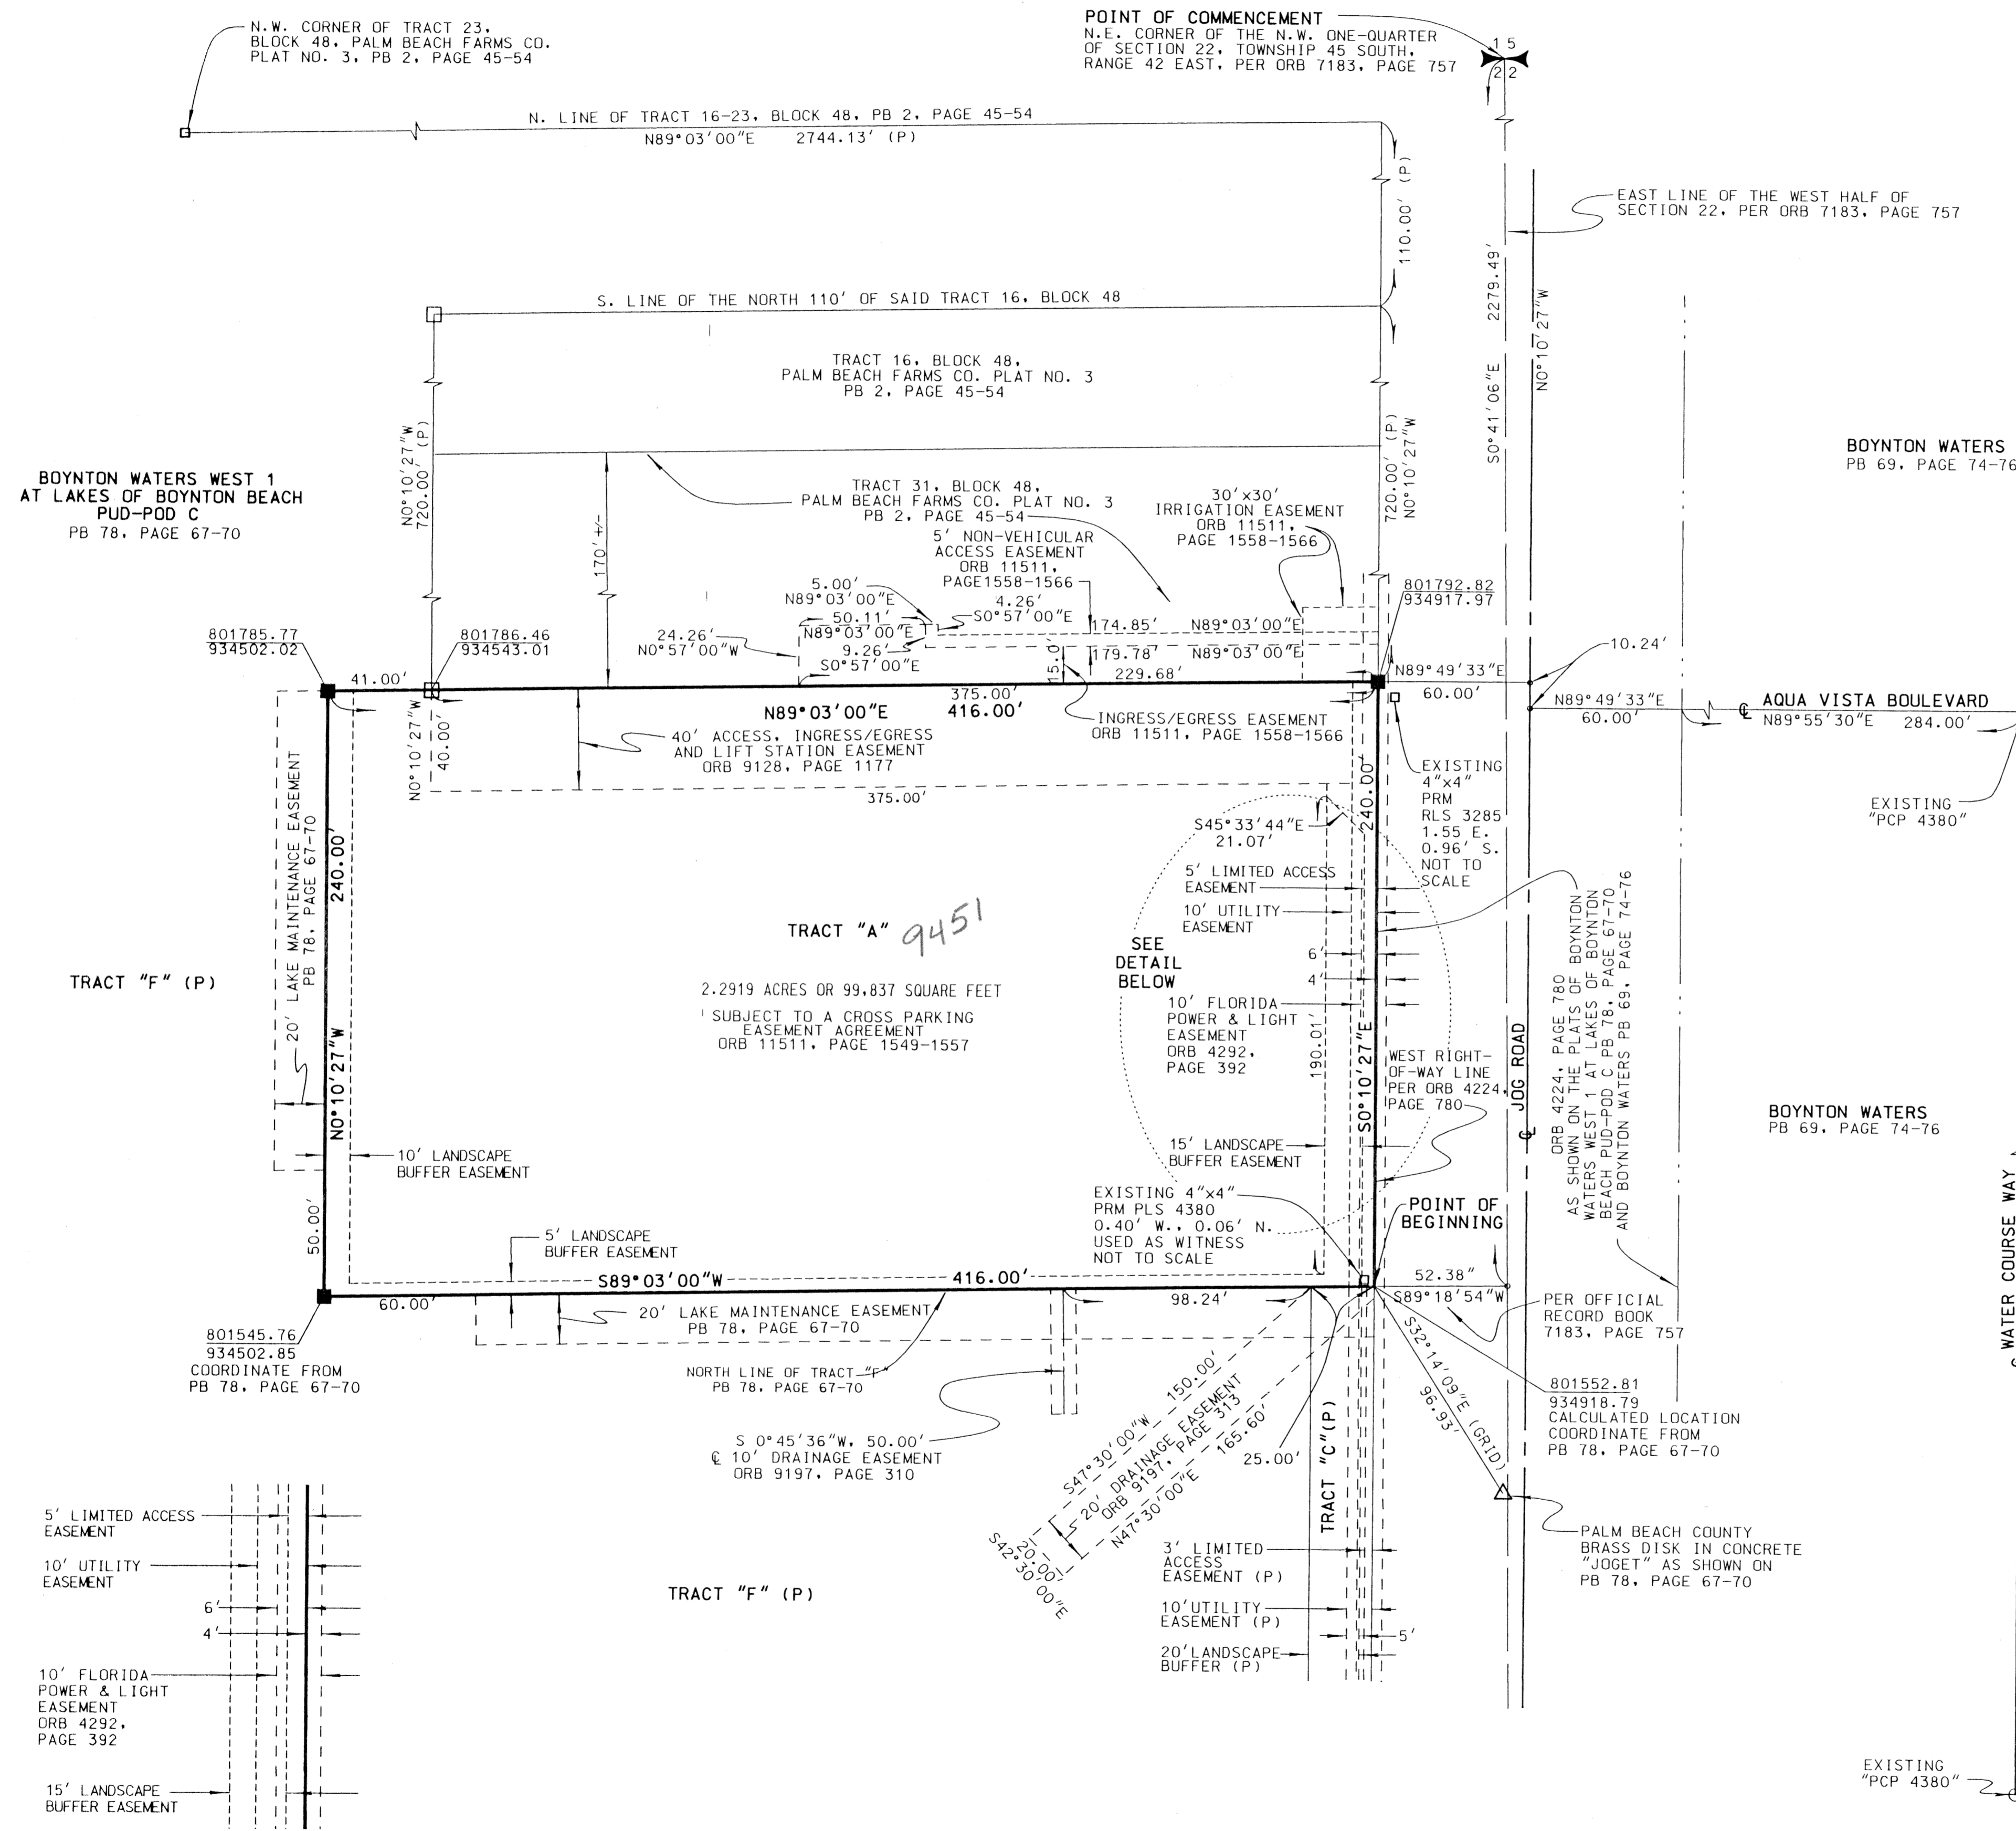 N.W. CORNER OF TRACT 23,
BLOCK 48, PALM BEACH FARMS CO.
PLAT NO. 3, PB 2, PAGE 45-54
POINT OF COMMENCEMENT
N.E. CORNER OF THE N.W. ONE-QUARTER
OF SECTION 22, TOWNSHIP 45 SOUTH,
RANGE 42 EAST, PER ORB 7183, PAGE 757
15
22
N. LINE OF TRACT 16-23, BLOCK 48, PB 2, PAGE 45-54
N89°03'00"E 2744.13' (P)
110.00' (P)
EAST LINE OF THE WEST HALF OF
SECTION 22, PER ORB 7183, PAGE 757
S0°41'06"E 2279.49'
N0°10'27"W
S. LINE OF THE NORTH 110' OF SAID TRACT 16, BLOCK 48
TRACT 16, BLOCK 48,
PALM BEACH FARMS CO. PLAT NO. 3
PB 2, PAGE 45-54
N0°10'27"W
720.00' (P)
720.00' (P)
N0°10'27"W
BOYNTON WATERS
PB 69, PAGE 74-76
BOYNTON WATERS WEST 1
AT LAKES OF BOYNTON BEACH
PUD-POD C
PB 78, PAGE 67-70
170' +/-
TRACT 31, BLOCK 48,
PALM BEACH FARMS CO. PLAT NO. 3
PB 2, PAGE 45-54
30'x30'
IRRIGATION EASEMENT
ORB 11511,
PAGE 1558-1566
5' NON-VEHICULAR
ACCESS EASEMENT
ORB 11511,
PAGE1558-1566
5.00'
N89°03'00"E
50.11'
N89°03'00"E
4.26'
S0°57'00"E
24.26'
N0°57'00"W
9.26'
S0°57'00"E
174.85' N89°03'00"E
179.78' N89°03'00"E
15.0'
229.68'
801792.82
934917.97
801785.77
934502.02
801786.46
934543.01
10.24'
N89°49'33"E
60.00'
N89°49'33"E
60.00'
℄ AQUA VISTA BOULEVARD
N89°55'30"E 284.00'
41.00'
375.00'
N89°03'00"E 416.00'
INGRESS/EGRESS EASEMENT
ORB 11511, PAGE 1558-1566
N0°10'27"W
40.00'
40' ACCESS, INGRESS/EGRESS
AND LIFT STATION EASEMENT
ORB 9128, PAGE 1177
375.00'
EXISTING
4"x4"
PRM
RLS 3285
1.55 E.
0.96' S.
NOT TO
SCALE
EXISTING
"PCP 4380"
20' LAKE MAINTENANCE EASEMENT
PB 78, PAGE 67-70
240.00'
N0°10'27"W
240.00'
S45°33'44"E
21.07'
5' LIMITED ACCESS
EASEMENT
10' UTILITY
EASEMENT
SEE
DETAIL
BELOW
6'
4'
10' FLORIDA
POWER & LIGHT
EASEMENT
ORB 4292,
PAGE 392
190.01'
S0°10'27"E
TRACT "A" 9451
2.2919 ACRES OR 99,837 SQUARE FEET
SUBJECT TO A CROSS PARKING
EASEMENT AGREEMENT
ORB 11511, PAGE 1549-1557
TRACT "F" (P)
WEST RIGHT-
OF-WAY LINE
PER ORB 4224,
PAGE 780
JOG ROAD
℄
ORB 4224, PAGE 780
AS SHOWN ON THE PLATS OF BOYNTON
WATERS WEST 1 AT LAKES OF BOYNTON
BEACH PUD-POD C PB 78, PAGE 67-70
AND BOYNTON WATERS PB 69, PAGE 74-76
BOYNTON WATERS
PB 69, PAGE 74-76
WATER COURSE WAY
10' LANDSCAPE
BUFFER EASEMENT
15' LANDSCAPE
BUFFER EASEMENT
50.00'
EXISTING 4"x4"
PRM PLS 4380
0.40' W., 0.06' N.
USED AS WITNESS
NOT TO SCALE
POINT OF
BEGINNING
5' LANDSCAPE
BUFFER EASEMENT
S89°03'00"W 416.00'
60.00'
98.24'
52.38"
S89°18'54"W
20' LAKE MAINTENANCE EASEMENT
PB 78, PAGE 67-70
PER OFFICIAL
RECORD BOOK
7183, PAGE 757
801545.76
934502.85
COORDINATE FROM
PB 78, PAGE 67-70
NORTH LINE OF TRACT "F"
PB 78, PAGE 67-70
S32°14'09"E (GRID)
96.93'
801552.81
934918.79
CALCULATED LOCATION
COORDINATE FROM
PB 78, PAGE 67-70
S 0°45'36"W, 50.00'
℄ 10' DRAINAGE EASEMENT
ORB 9197, PAGE 310
S47°30'00"W 150.00'
20' DRAINAGE EASEMENT
ORB 9197, PAGE 313
N47°30'00"E 165.60'
20.00'
S42°30'00"E
25.00'
TRACT "C"(P)
PALM BEACH COUNTY
BRASS DISK IN CONCRETE
"JOGET" AS SHOWN ON
PB 78, PAGE 67-70
5' LIMITED ACCESS
EASEMENT
10' UTILITY
EASEMENT
6'
4'
10' FLORIDA
POWER & LIGHT
EASEMENT
ORB 4292,
PAGE 392
15' LANDSCAPE
BUFFER EASEMENT
TRACT "F" (P)
3' LIMITED
ACCESS
EASEMENT (P)
10'UTILITY
EASEMENT (P)
5'
20'LANDSCAPE
BUFFER (P)
EXISTING
"PCP 4380"